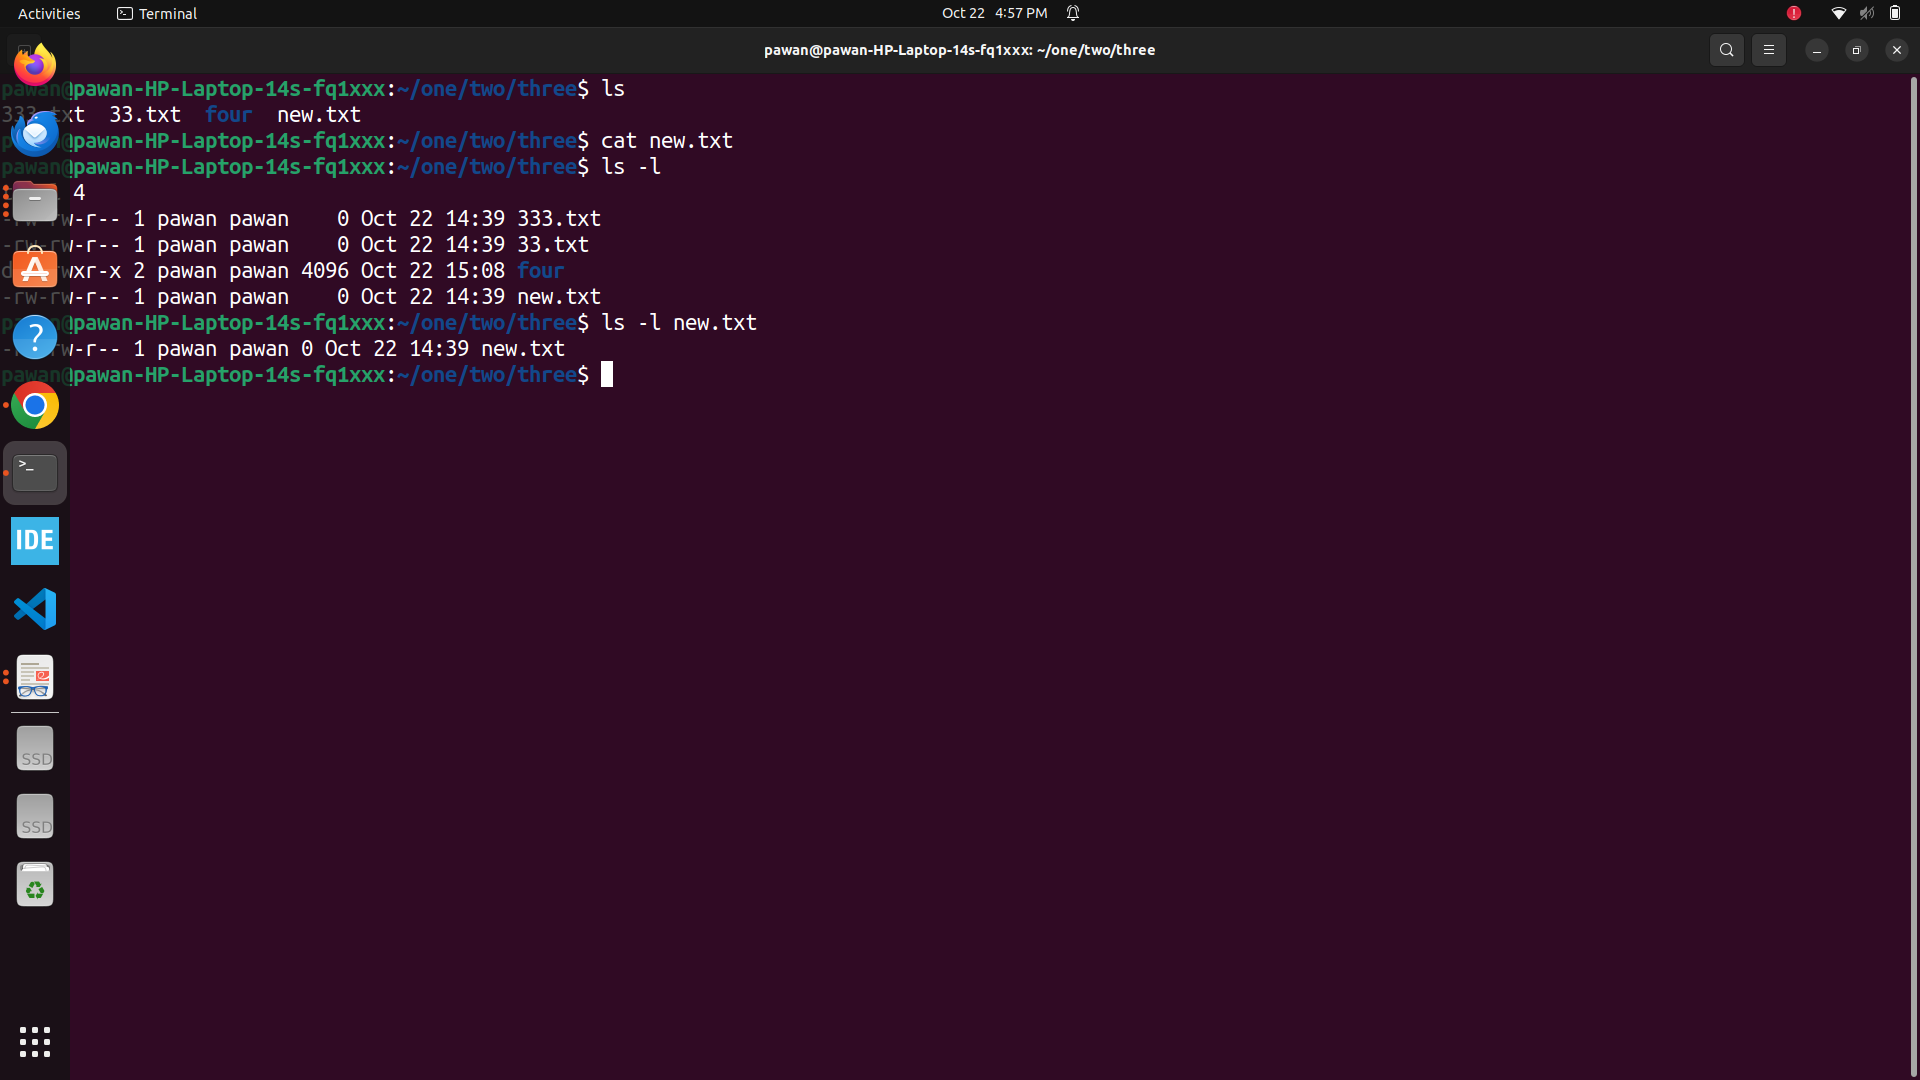 Activities Terminal Oct 22 4:57 PM
pawan@pawan-HP-Laptop-14s-fq1xxx: ~/one/two/three
pawan@pawan-HP-Laptop-14s-fq1xxx:~/one/two/three$ ls
333.txt 33.txt four new.txt
pawan@pawan-HP-Laptop-14s-fq1xxx:~/one/two/three$ cat new.txt
pawan@pawan-HP-Laptop-14s-fq1xxx:~/one/two/three$ ls -l
4
-rw-rw-r-- 1 pawan pawan 0 Oct 22 14:39 333.txt
-rw-rw-r-- 1 pawan pawan 0 Oct 22 14:39 33.txt
wxr-x 2 pawan pawan 4096 Oct 22 15:08 four
-rw-rw-r-- 1 pawan pawan 0 Oct 22 14:39 new.txt
pawan@pawan-HP-Laptop-14s-fq1xxx:~/one/two/three$ ls -l new.txt
w-r-- 1 pawan pawan 0 Oct 22 14:39 new.txt
pawan@pawan-HP-Laptop-14s-fq1xxx:~/one/two/three$
IDE
SSD
SSD